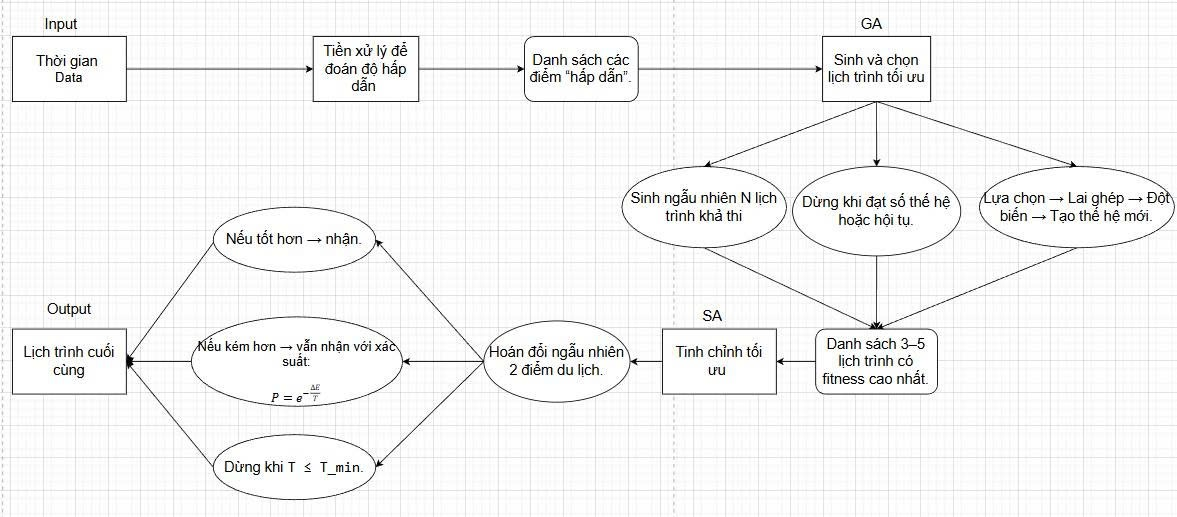 Input
Thời gian
Data
Tiền xử lý để
đoán độ hấp
dẫn
Danh sách các
điểm “hấp dẫn”.
GA
Sinh và chọn
lịch trình tối ưu
Sinh ngẫu nhiên N lịch
trình khả thi
Dừng khi đạt số thế hệ
hoặc hội tụ.
Lựa chọn → Lai ghép → Đột
biến → Tạo thế hệ mới.
Danh sách 3–5
lịch trình có
fitness cao nhất.
SA
Tinh chỉnh tối
ưu
Hoán đổi ngẫu nhiên
2 điểm du lịch.
Nếu tốt hơn → nhận.
Nếu kém hơn → vẫn nhận với xác
suất:
P = e^{-\frac{ΔE}{T}}
Dừng khi T ≤ T_min.
Output
Lịch trình cuối
cùng